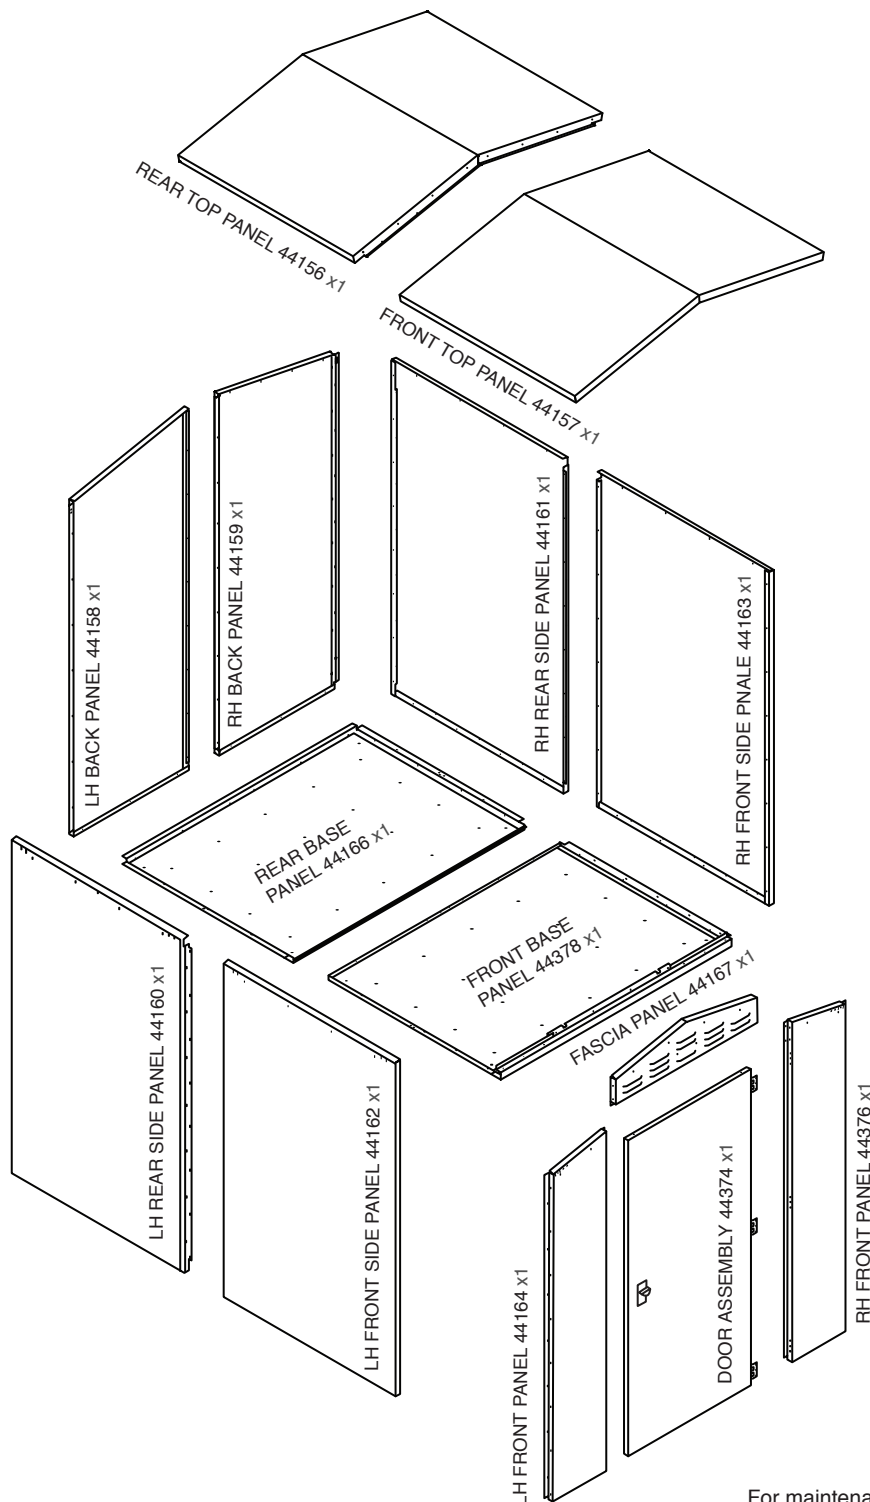 REAR TOP PANEL 44156 x1
FRONT TOP PANEL 44157 x1
LH BACK PANEL 44158 x1
RH BACK PANEL 44159 x1
RH REAR SIDE PANEL 44161 x1
RH FRONT SIDE PNALE 44163 x1
REAR BASE
PANEL 44166 x1
FRONT BASE
PANEL 44378 x1
FASCIA PANEL 44167 x1
LH REAR SIDE PANEL 44160 x1
LH FRONT SIDE PANEL 44162 x1
LH FRONT PANEL 44164 x1
DOOR ASSEMBLY 44374 x1
RH FRONT PANEL 44376 x1
For maintena